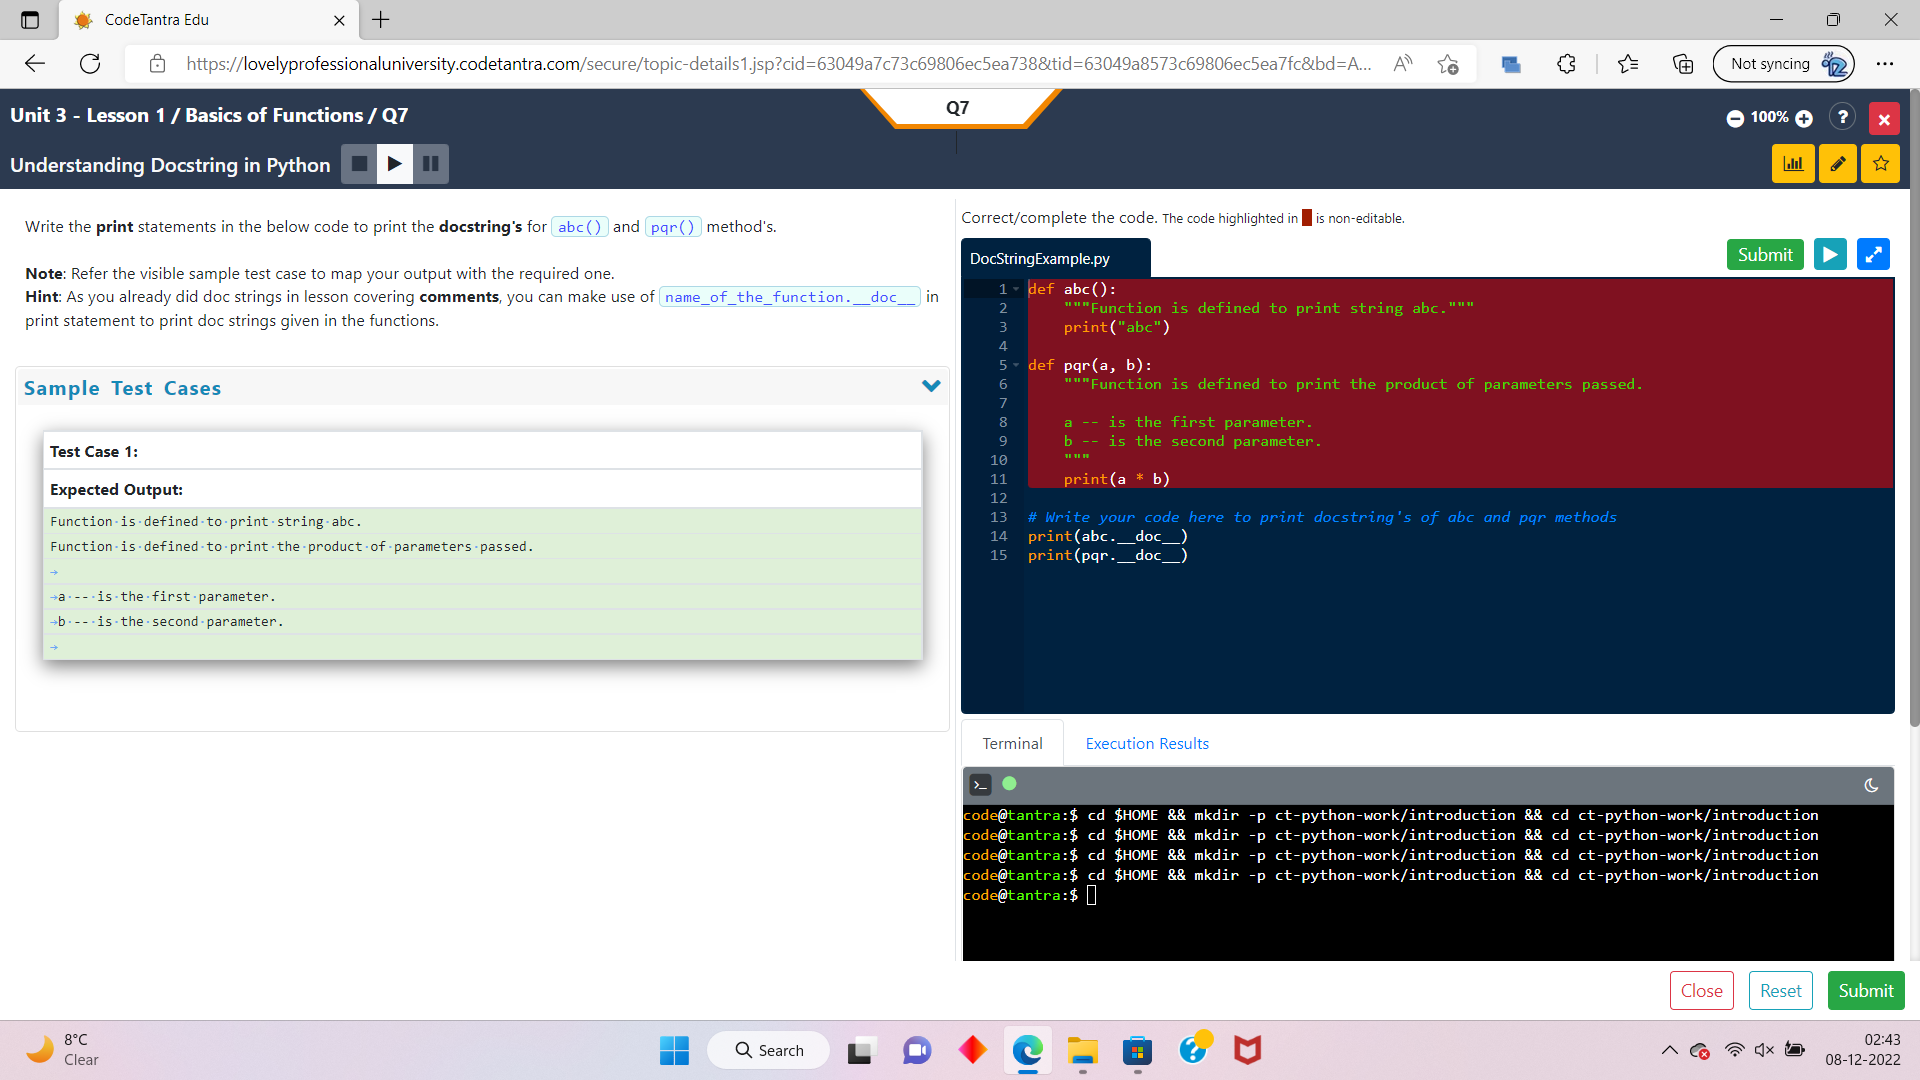 CodeTantra Edu
https://lovelyprofessionaluniversity.codetantra.com/secure/topic-details1.jsp?cid=63049a7c73c69806ec5ea738&tid=63049a8573c69806ec5ea7fc&bd=A...
Not syncing
Unit 3 - Lesson 1 / Basics of Functions / Q7
Q7
100%
?
Understanding Docstring in Python
Write the print statements in the below code to print the docstring's for abc() and pqr() method's.
Note: Refer the visible sample test case to map your output with the required one.
Hint: As you already did doc strings in lesson covering comments, you can make use of name_of_the_function.__doc__ in
print statement to print doc strings given in the functions.
Sample Test Cases
Test Case 1:
Expected Output:
Function·is·defined·to·print·string·abc.
Function·is·defined·to·print·the·product·of·parameters·passed.
→
→a·--·is·the·first·parameter.
→b·--·is·the·second·parameter.
→
Correct/complete the code. The code highlighted in is non-editable.
DocStringExample.py
Submit
1 def abc():
2 """Function is defined to print string abc."""
3 print("abc")
4
5 def pqr(a, b):
6 """Function is defined to print the product of parameters passed.
7
8 a -- is the first parameter.
9 b -- is the second parameter.
10 """
11 print(a * b)
12
13 # Write your code here to print docstring's of abc and pqr methods
14 print(abc.__doc__)
15 print(pqr.__doc__)
Terminal
Execution Results
code@tantra:$ cd $HOME && mkdir -p ct-python-work/introduction && cd ct-python-work/introduction
code@tantra:$ cd $HOME && mkdir -p ct-python-work/introduction && cd ct-python-work/introduction
code@tantra:$ cd $HOME && mkdir -p ct-python-work/introduction && cd ct-python-work/introduction
code@tantra:$ cd $HOME && mkdir -p ct-python-work/introduction && cd ct-python-work/introduction
code@tantra:$
Close
Reset
Submit
8°C
Clear
Search
02:43
08-12-2022